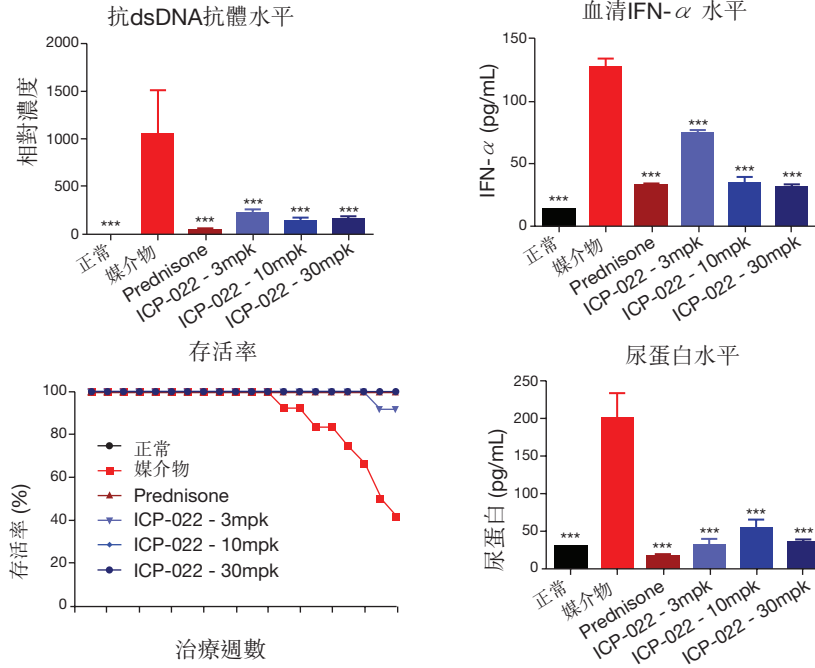 抗dsDNA抗體水平
相對濃度
2000
1500
1000
500
0
***
***
***
***
***
正常
媒介物
Prednisone
ICP-022 - 3mpk
ICP-022 - 10mpk
ICP-022 - 30mpk
血清IFN-α 水平
IFN-α (pg/mL)
150
100
50
0
***
***
***
***
***
正常
媒介物
Prednisone
ICP-022 - 3mpk
ICP-022 - 10mpk
ICP-022 - 30mpk
存活率
存活率 (%)
100
80
60
40
20
0
正常
媒介物
Prednisone
ICP-022 - 3mpk
ICP-022 - 10mpk
ICP-022 - 30mpk
治療週數
尿蛋白水平
尿蛋白 (pg/mL)
250
200
150
100
50
0
***
***
***
***
***
正常
媒介物
Prednisone
ICP-022 - 3mpk
ICP-022 - 10mpk
ICP-022 - 30mpk